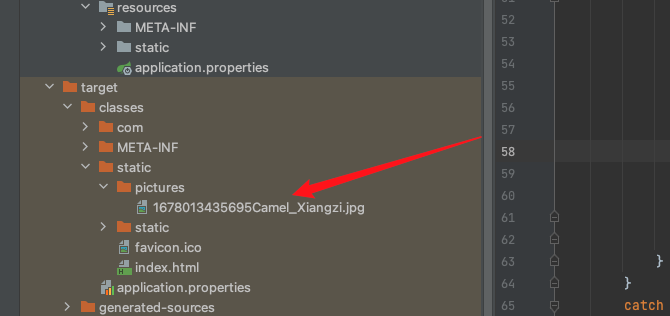 resources
META-INF
static
application.properties
target
classes
com
META-INF
static
pictures
1678013435695Camel_Xiangzi.jpg
static
favicon.ico
index.html
application.properties
generated-sources
52
53
54
55
56
57
58
59
60
61
62
63 }
64 }
65 catch